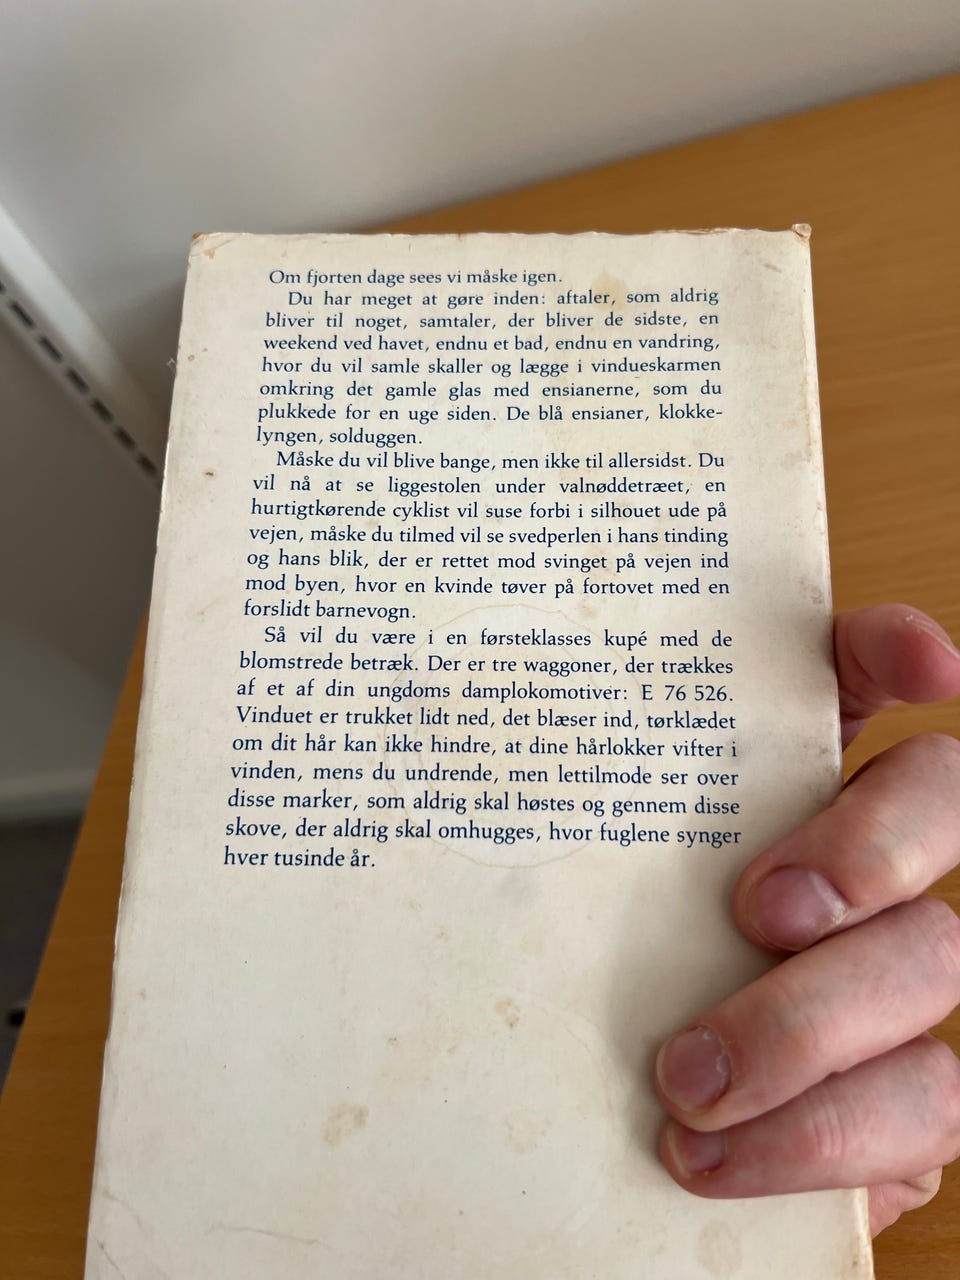 Om fjorten dage sees vi måske igen.
Du har meget at gøre inden: aftaler, som aldrig
bliver til noget, samtaler, der bliver de sidste, en
weekend ved havet, endnu et bad, endnu en vandring,
hvor du vil samle skaller og lægge i vindueskarmen
omkring det gamle glas med ensianerne, som du
plukkede for en uge siden. De blå ensianer, klokke-
lyngen, solduggen.
Måske du vil blive bange, men ikke til allersidst. Du
vil nå at se liggestolen under valnøddetræet, en
hurtigtkørende cyklist vil suse forbi i silhouet ude på
vejen, måske du tilmed vil se svedperlen i hans tinding
og hans blik, der er rettet mod svinget på vejen ind
mod byen, hvor en kvinde tøver på fortovet med en
forslidt barnevogn.
Så vil du være i en førsteklasses kupé med de
blomstrede betræk. Der er tre waggoner, der trækkes
af et af din ungdoms damplokomotiver: E 76 526.
Vinduet er trukket lidt ned, det blæser ind, tørklædet
om dit hår kan ikke hindre, at dine hårlokker vifter i
vinden, mens du undrende, men lettilmode ser over
disse marker, som aldrig skal høstes og gennem disse
skove, der aldrig skal omhugges, hvor fuglene synger
hver tusinde år.